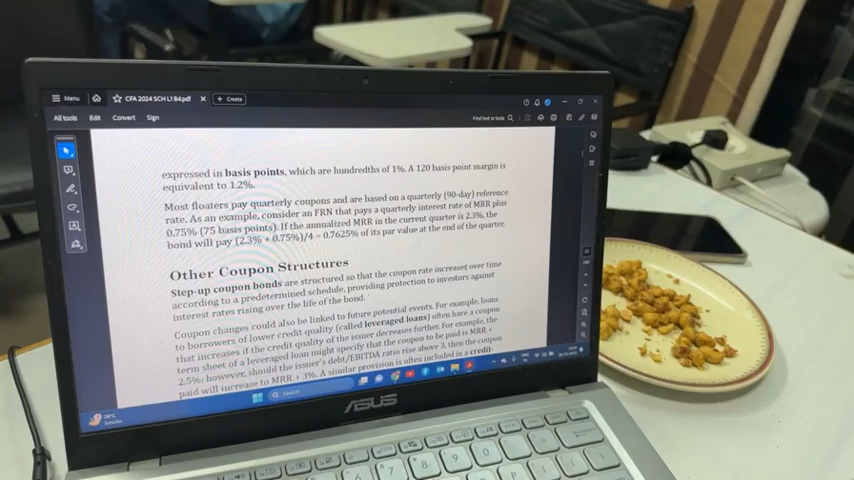 Menu
CFA 2024 SCH L1 B4.pdf
+ Create
All tools Edit Convert Sign
Find text or tools
expressed in basis points, which are hundredths of 1%. A 120 basis point margin is
equivalent to 1.2%.
Most floaters pay quarterly coupons and are based on a quarterly (90-day) reference
rate. As an example, consider an FRN that pays a quarterly interest rate of MRR plus
0.75% (75 basis points). If the annualized MRR in the current quarter is 2.3%, the
bond will pay (2.3% + 0.75%)/4 = 0.7625% of its par value at the end of the quarter.
Other Coupon Structures
Step-up coupon bonds are structured so that the coupon rate increases over time
according to a predetermined schedule, providing protection to investors against
interest rates rising over the life of the bond.
Coupon changes could also be linked to future potential events. For example, loans
to borrowers of lower credit quality (called leveraged loans) often have a coupon
that increases if the credit quality of the issuer decreases further. For example, the
term sheet of a leveraged loan might specify that the coupon to be paid is MRR +
2.5%; however, should the issuer's debt/EBITDA ratio rise above 3, then the coupon
paid will increase to MRR + 3%. A similar provision is often included in a credit-
Search
ASUS